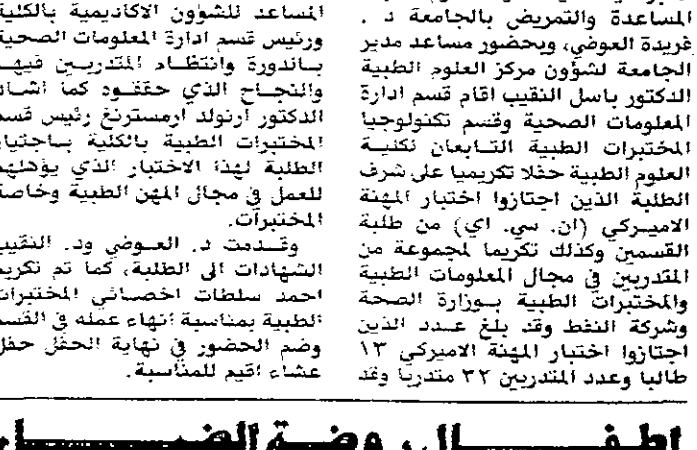 المساعدة والتمريض بالجامعة د .
فريدة العوضي، وبحضور مساعد مدير
الجامعة لشؤون مركز العلوم الطبية
الدكتور باسل النقيب اقام قسم ادارة
المعلومات الصحية وقسم تكنولوجيا
المختبرات الطبية التابعان لكلية
العلوم الطبية حفلا تكريميا على شرف
الطلبة الذين اجتازوا اختبار المهنة
الاميركي (ان. سي. اي) من طلبة
القسمين وكذلك تكريما لمجموعة من
المتدربين في مجال المعلومات الطبية
والمختبرات الطبية بوزارة الصحة
وشركة النفط وقد بلغ عدد الذين
اجتازوا اختبار المهنة الاميركي ١٣
طالبا وعدد المتدربين ٣٢ متدربا وقد
المساعد للشؤون الاكاديمية بالكلية
ورئيس قسم ادارة المعلومات الصحية
بالدورة وانتظام المتدربين فيها
والنجاح الذي حققوه كما اشاد
الدكتور ارنولد ارمسترنغ رئيس قسم
المختبرات الطبية بالكلية باجتياز
الطلبة لهذا الاختبار الذي يؤهلهم
للعمل في مجال المهن الطبية وخاصة
المختبرات.
وقدمت د. العوضي ود. النقيب
الشهادات الى الطلبة، كما تم تكريم
احمد سلطات اخصائي المختبرات
الطبية بمناسبة انهاء عمله في القسم
وضم الحضور في نهاية الحفل حفل
عشاء اقيم للمناسبة.
اطفال روضة